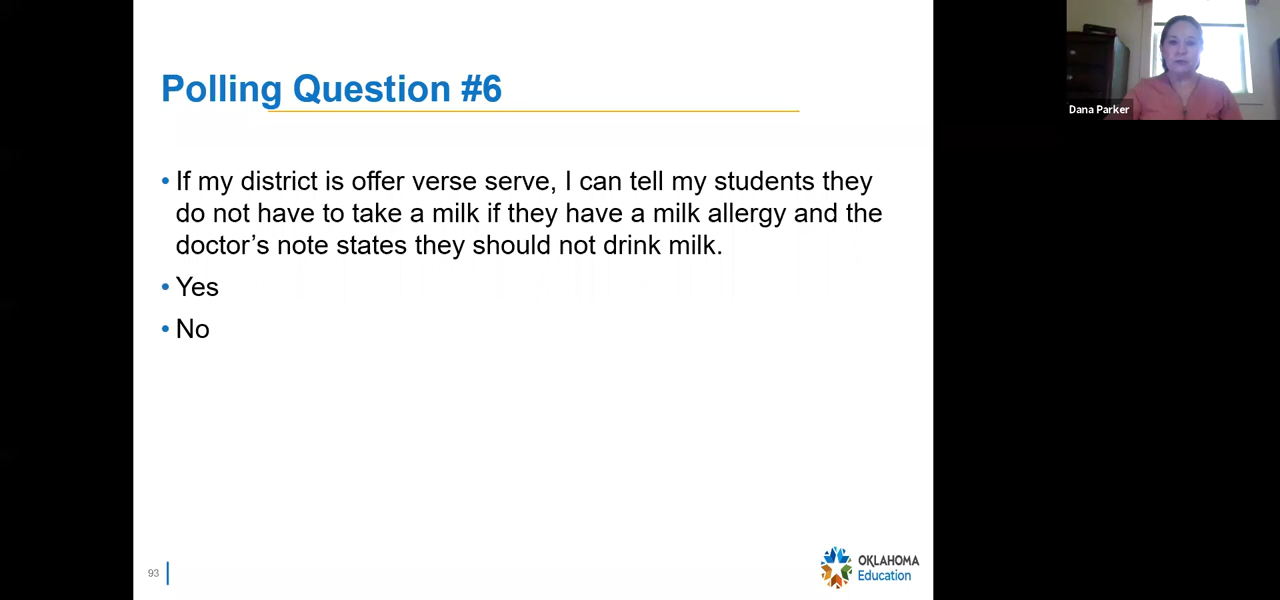 Polling Question #6
• If my district is offer verse serve, I can tell my students they
do not have to take a milk if they have a milk allergy and the
doctor’s note states they should not drink milk.
• Yes
• No
93
OKLAHOMA
Education
Dana Parker